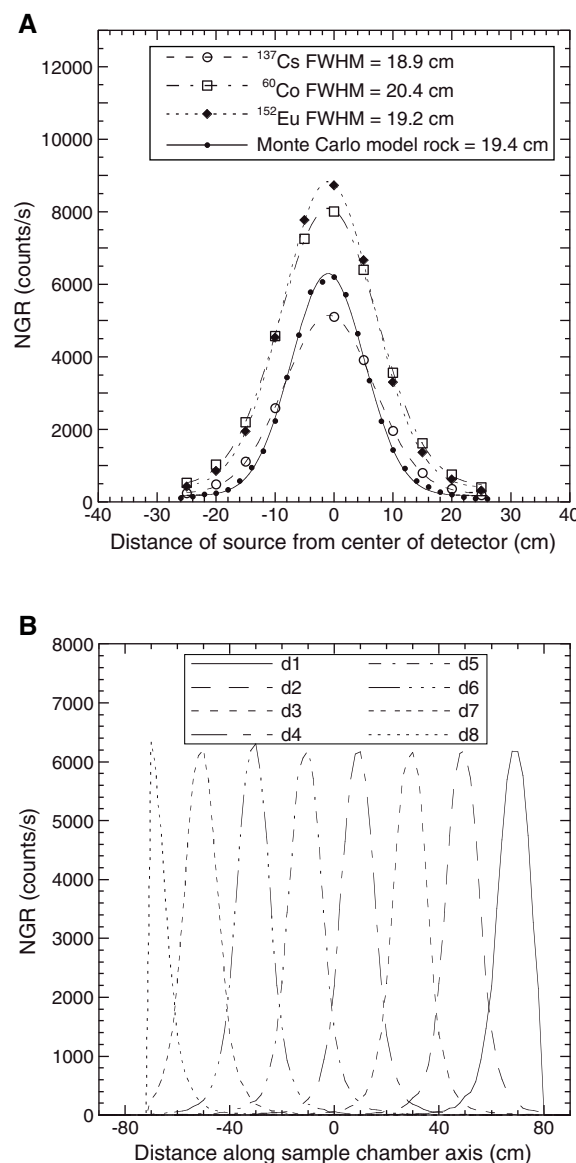 A
12000
10000
8000
6000
4000
2000
0
NGR (counts/s)
¹³⁷Cs FWHM = 18.9 cm
⁶⁰Co FWHM = 20.4 cm
¹⁵²Eu FWHM = 19.2 cm
Monte Carlo model rock = 19.4 cm
-40 -30 -20 -10 0 10 20 30 40
Distance of source from center of detector (cm)
B
8000
7000
6000
5000
4000
3000
2000
1000
0
NGR (counts/s)
d1 d5
d2 d6
d3 d7
d4 d8
-80 -40 0 40 80
Distance along sample chamber axis (cm)